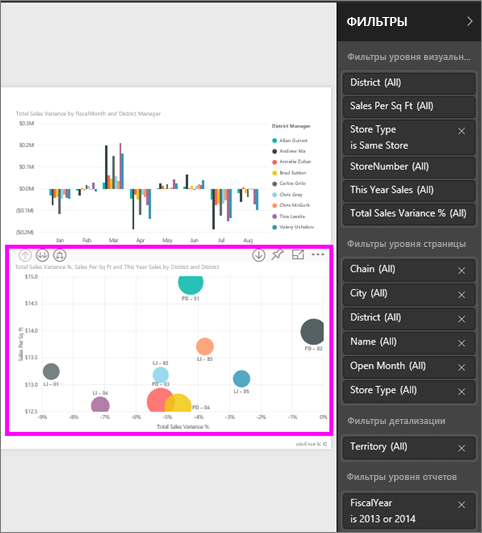 ФИЛЬТРЫ
Фильтры уровня визуальн...
District (All)
Sales Per Sq Ft (All)
Store Type
is Same Store
StoreNumber (All)
This Year Sales (All)
Total Sales Variance % (All)
Фильтры уровня страницы
Chain (All)
City (All)
District (All)
Name (All)
Open Month (All)
Store Type (All)
Фильтры детализации
Territory (All)
Фильтры уровня отчетов
FiscalYear
is 2013 or 2014
Total Sales Variance by FiscalMonth and District Manager
$0.3M
$0.2M
$0.1M
$0.0M
($0.1M)
($0.2M)
Jan Feb Mar Apr May Jun Jul Aug
District Manager
Allan Guinot
Andrew Ma
Annelie Zubar
Brad Sutton
Carlos Grilo
Chris Gray
Chris McGurk
Tina Lassila
Valery Ushakov
Total Sales Variance %, Sales Per Sq Ft and This Year Sales by District and District
Sales Per Sq Ft
$15.0
$14.5
$14.0
$13.5
$13.0
$12.5
FD - 01
FD - 02
LI - 03
LI - 01
FD - 03
LI - 05
LI - 04
FD - 04
-9% -8% -7% -6% -5% -4% -3% -2% -1% 0%
Total Sales Variance %